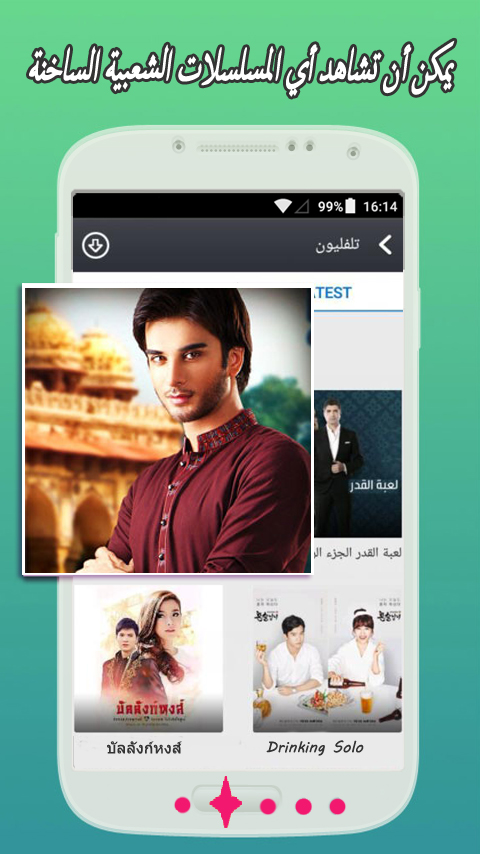 يمكن أن تشاهد أي المسلسلات الشعبية الساخنة
99% 16:14
تلفليون
TEST
لعبة القدر
لعبة القدر الجزء الر
บัลลังก์หงส์
บัลลังก์หงส์
Drinking Solo